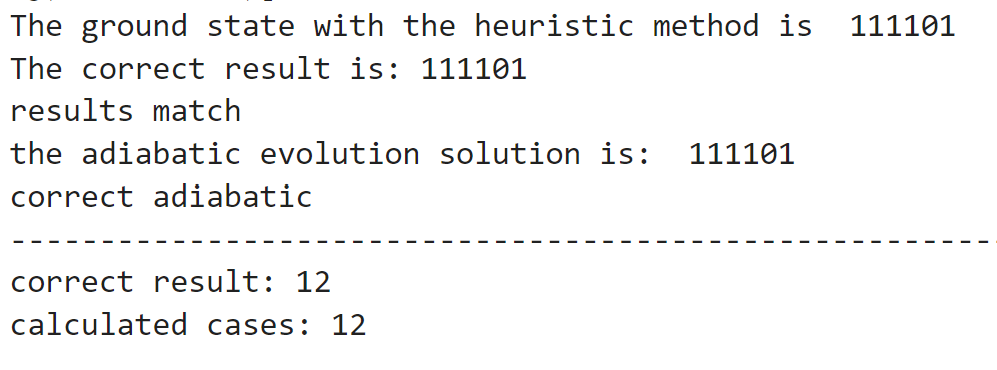 The ground state with the heuristic method is  111101
The correct result is: 111101
results match
the adiabatic evolution solution is:  111101
correct adiabatic
-------------------------------------------------------
correct result: 12
calculated cases: 12